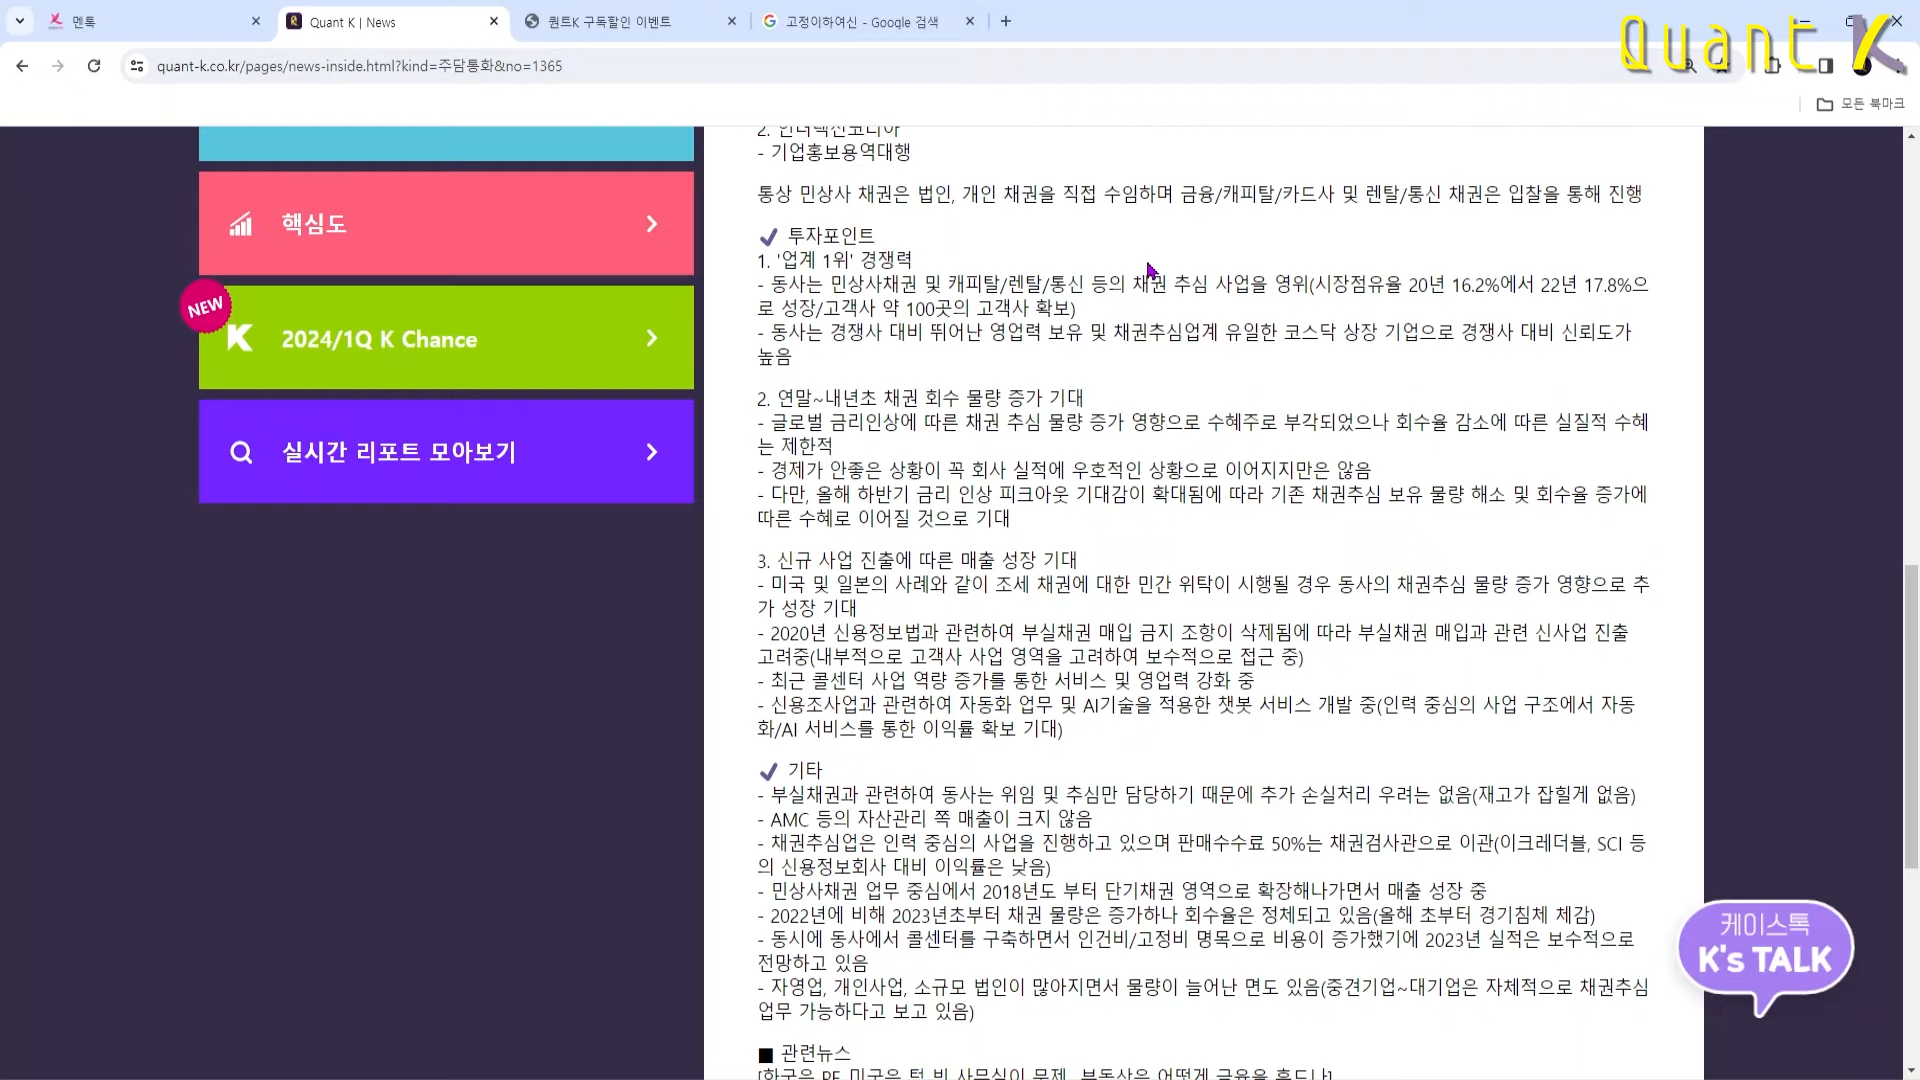 멘톡
Quant K | News
퀀트K 구독할인 이벤트
고정이하여신 - Google 검색
Quant K
quant-k.co.kr/pages/news-inside.html?kind=주담통화&no=1365
모든 북마크
핵심도
NEW
2024/1Q K Chance
실시간 리포트 모아보기
- 기업홍보용역대행
통상 민상사 채권은 법인, 개인 채권을 직접 수임하며 금융/캐피탈/카드사 및 렌탈/통신 채권은 입찰을 통해 진행
투자포인트
1. '업계 1위' 경쟁력
- 동사는 민상사채권 및 캐피탈/렌탈/통신 등의 채권 추심 사업을 영위(시장점유율 20년 16.2%에서 22년 17.8%으
로 성장/고객사 약 100곳의 고객사 확보)
- 동사는 경쟁사 대비 뛰어난 영업력 보유 및 채권추심업계 유일한 코스닥 상장 기업으로 경쟁사 대비 신뢰도가
높음
2. 연말~내년초 채권 회수 물량 증가 기대
- 글로벌 금리인상에 따른 채권 추심 물량 증가 영향으로 수혜주로 부각되었으나 회수율 감소에 따른 실질적 수혜
는 제한적
- 경제가 안좋은 상황이 꼭 회사 실적에 우호적인 상황으로 이어지지만은 않음
- 다만, 올해 하반기 금리 인상 피크아웃 기대감이 확대됨에 따라 기존 채권추심 보유 물량 해소 및 회수율 증가에
따른 수혜로 이어질 것으로 기대
3. 신규 사업 진출에 따른 매출 성장 기대
- 미국 및 일본의 사례와 같이 조세 채권에 대한 민간 위탁이 시행될 경우 동사의 채권추심 물량 증가 영향으로 추
가 성장 기대
- 2020년 신용정보법과 관련하여 부실채권 매입 금지 조항이 삭제됨에 따라 부실채권 매입과 관련 신사업 진출
고려중(내부적으로 고객사 사업 영역을 고려하여 보수적으로 접근 중)
- 최근 콜센터 사업 역량 증가를 통한 서비스 및 영업력 강화 중
- 신용조사업과 관련하여 자동화 업무 및 AI기술을 적용한 챗봇 서비스 개발 중(인력 중심의 사업 구조에서 자동
화/AI 서비스를 통한 이익률 확보 기대)
기타
- 부실채권과 관련하여 동사는 위임 및 추심만 담당하기 때문에 추가 손실처리 우려는 없음(재고가 잡힐게 없음)
- AMC 등의 자산관리 쪽 매출이 크지 않음
- 채권추심업은 인력 중심의 사업을 진행하고 있으며 판매수수료 50%는 채권검사관으로 이관(이크레더블, SCI 등
의 신용정보회사 대비 이익률은 낮음)
- 민상사채권 업무 중심에서 2018년도 부터 단기채권 영역으로 확장해나가면서 매출 성장 중
- 2022년에 비해 2023년초부터 채권 물량은 증가하나 회수율은 정체되고 있음(올해 초부터 경기침체 체감)
- 동시에 동사에서 콜센터를 구축하면서 인건비/고정비 명목으로 비용이 증가했기에 2023년 실적은 보수적으로
전망하고 있음
- 자영업, 개인사업, 소규모 법인이 많아지면서 물량이 늘어난 면도 있음(중견기업~대기업은 자체적으로 채권추심
업무 가능하다고 보고 있음)
■ 관련뉴스
케이스톡
K's TALK